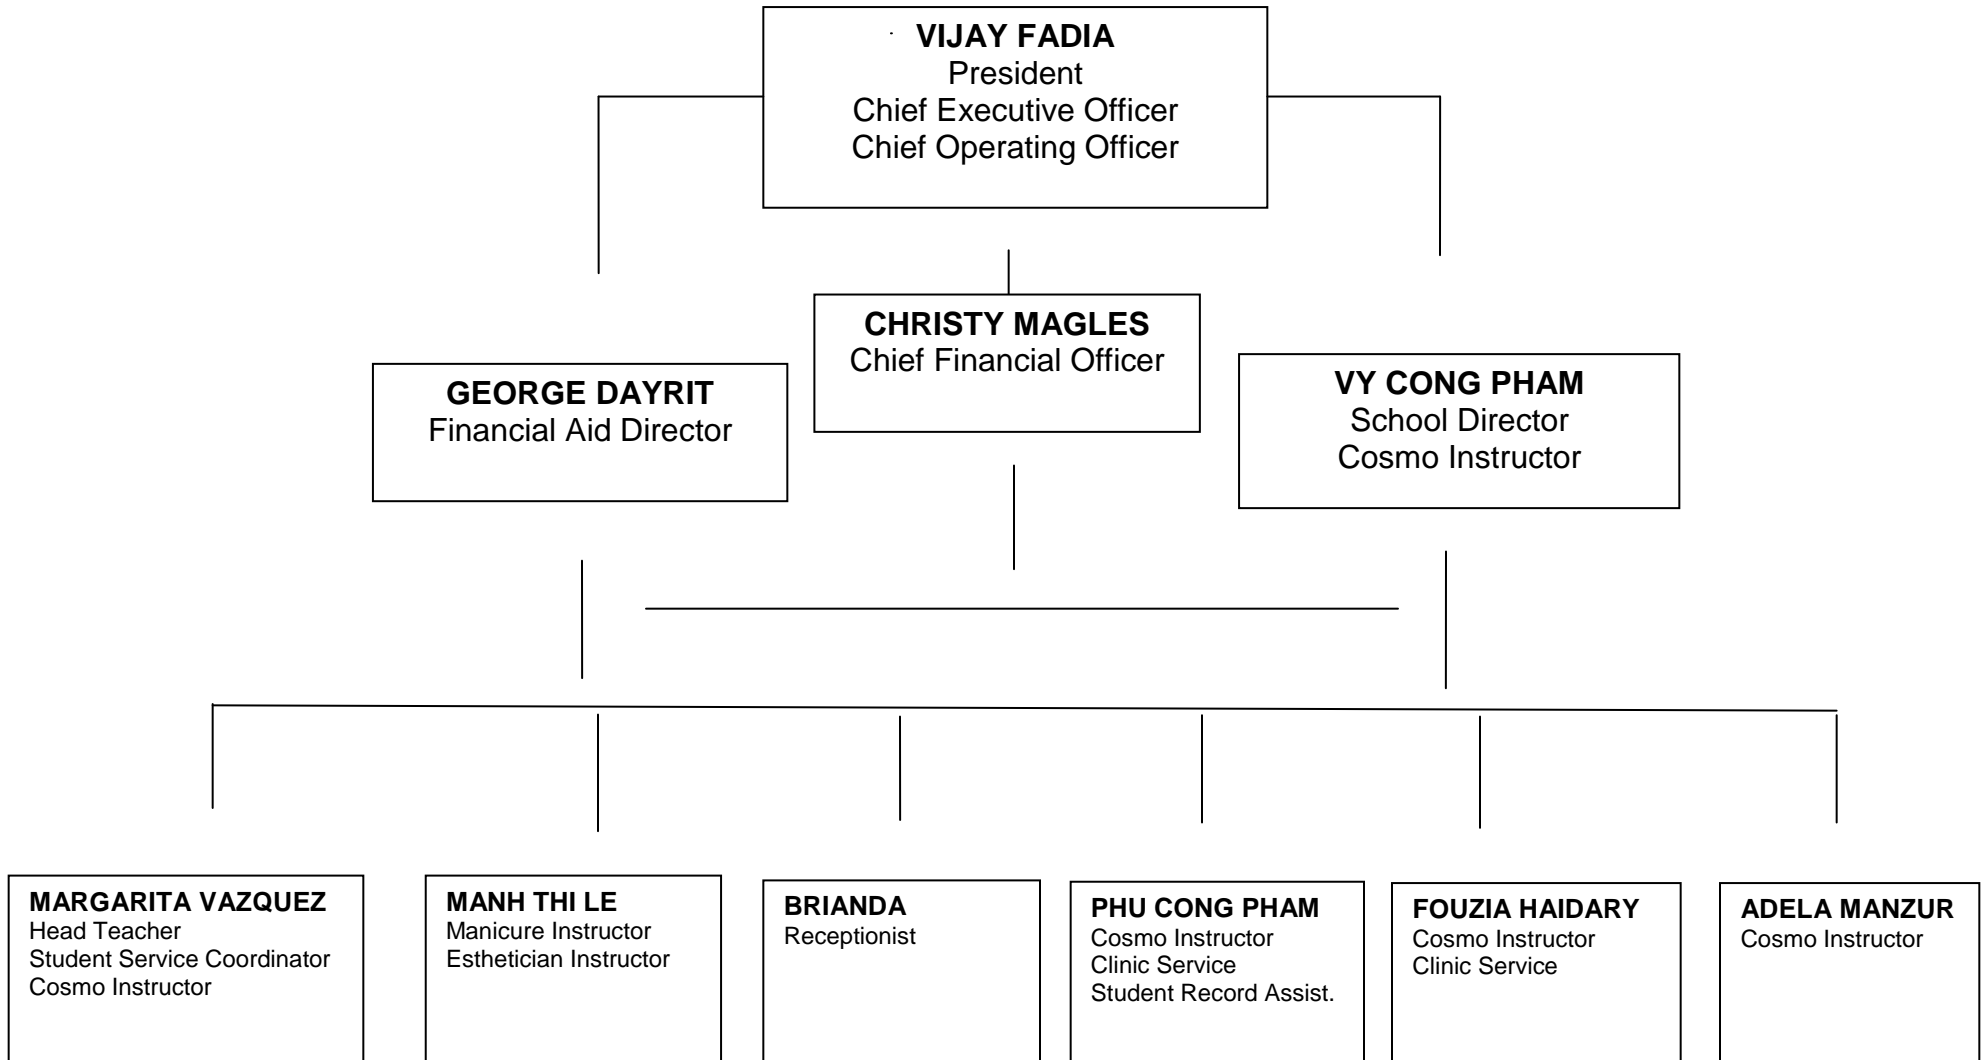 VIJAY FADIA
President
Chief Executive Officer
Chief Operating Officer
CHRISTY MAGLES
Chief Financial Officer
GEORGE DAYRIT
Financial Aid Director
VY CONG PHAM
School Director
Cosmo Instructor
MARGARITA VAZQUEZ
Head Teacher
Student Service Coordinator
Cosmo Instructor
MANH THI LE
Manicure Instructor
Esthetician Instructor
BRIANDA
Receptionist
PHU CONG PHAM
Cosmo Instructor
Clinic Service
Student Record Assist.
FOUZIA HAIDARY
Cosmo Instructor
Clinic Service
ADELA MANZUR
Cosmo Instructor